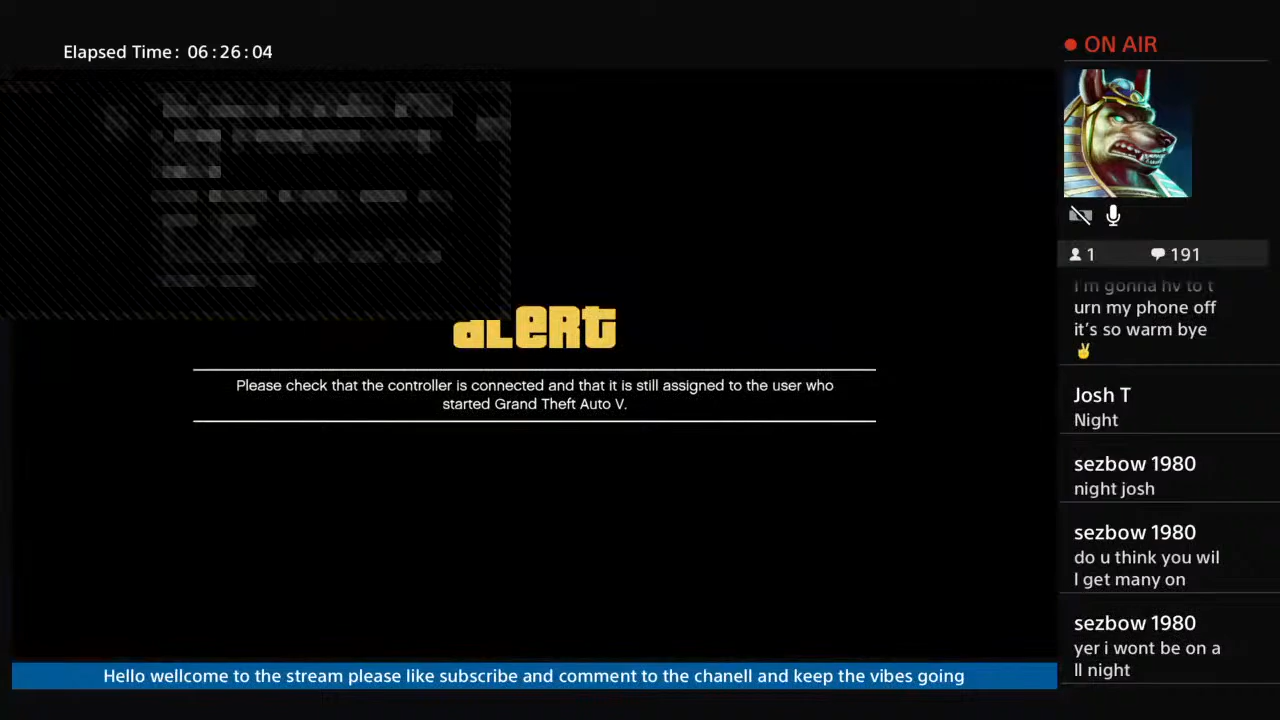 Elapsed Time: 06:26:04
ON AIR
1 191
I'm gonna hv to t
urn my phone off
it's so warm bye
✌
alert
Please check that the controller is connected and that it is still assigned to the user who
started Grand Theft Auto V.
Josh T
Night
sezbow 1980
night josh
sezbow 1980
do u think you wil
l get many on
sezbow 1980
yer i wont be on a
ll night
Hello wellcome to the stream please like subscribe and comment to the chanell and keep the vibes going